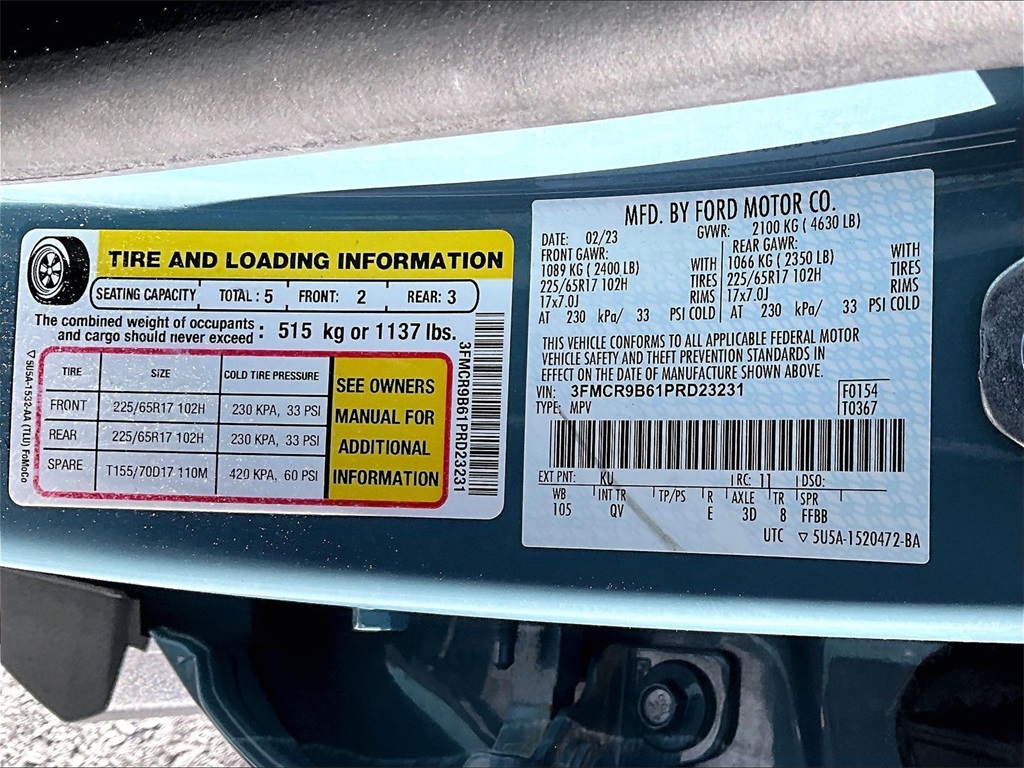 TIRE AND LOADING INFORMATION
SEATING CAPACITY TOTAL : 5 FRONT: 2 REAR: 3
The combined weight of occupants
and cargo should never exceed : 515 kg or 1137 lbs.
TIRE SIZE COLD TIRE PRESSURE
FRONT 225/65R17 102H 230 KPA, 33 PSI
REAR 225/65R17 102H 230 KPA, 33 PSI
SPARE T155/70D17 110M 420 KPA, 60 PSI
SEE OWNERS
MANUAL FOR
ADDITIONAL
INFORMATION
▽ 5U5A-1532-AA (TLU) FoMoCo
3FMCR9B61PRD23231
MFD. BY FORD MOTOR CO.
DATE: 02/23 GVWR: 2100 KG ( 4630 LB)
FRONT GAWR: REAR GAWR:
1089 KG (2400 LB) WITH 1066 KG ( 2350 LB) WITH
225/65R17 102H TIRES 225/65R17 102H TIRES
17x7.0J RIMS 17x7.0J RIMS
AT 230 kPa/ 33 PSI COLD AT 230 kPa/ 33 PSI COLD
THIS VEHICLE CONFORMS TO ALL APPLICABLE FEDERAL MOTOR
VEHICLE SAFETY AND THEFT PREVENTION STANDARDS IN
EFFECT ON THE DATE OF MANUFACTURE SHOWN ABOVE.
VIN: 3FMCR9B61PRD23231 F0154
TYPE: MPV T0367
EXT PNT: KU RC: 11 DSO:
WB INT TR TP/PS R AXLE TR SPR
105 QV E 3D 8 FFBB
UTC ▽ 5U5A-1520472-BA